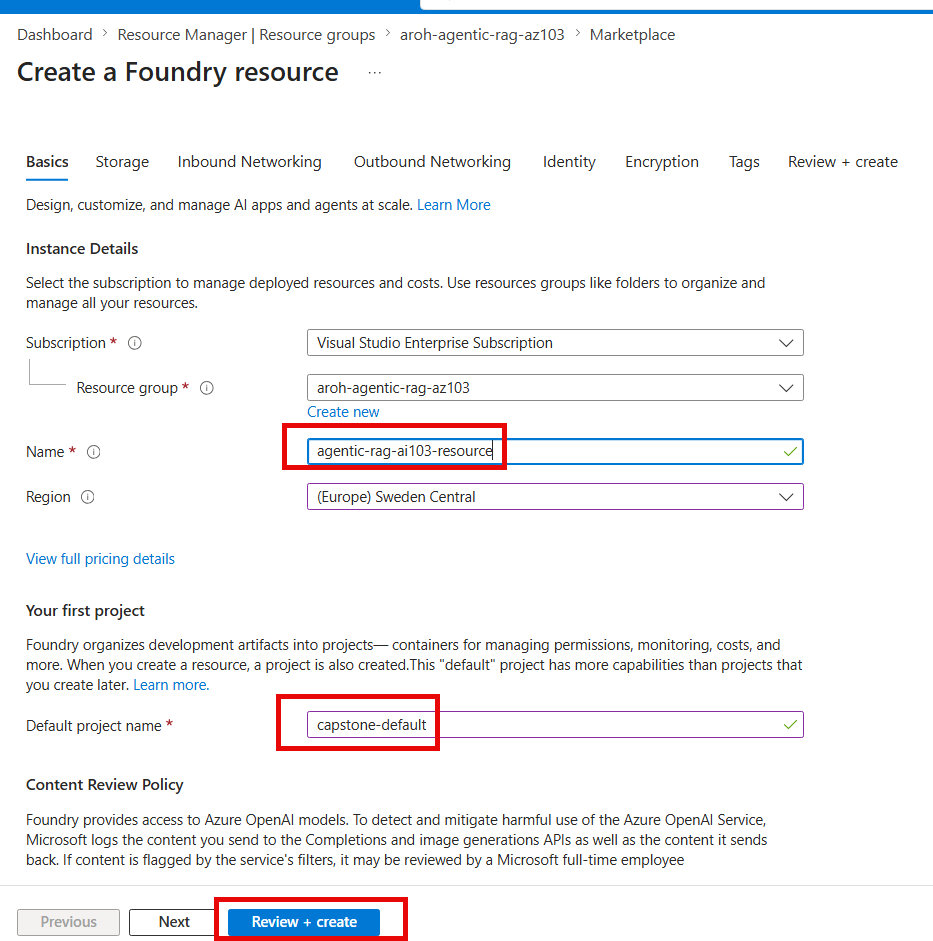 Dashboard > Resource Manager | Resource groups > aroh-agentic-rag-az103 > Marketplace
Create a Foundry resource ...
Basics Storage Inbound Networking Outbound Networking Identity Encryption Tags Review + create
Design, customize, and manage AI apps and agents at scale. Learn More
Instance Details
Select the subscription to manage deployed resources and costs. Use resources groups like folders to organize and
manage all your resources.
Subscription * Visual Studio Enterprise Subscription
Resource group * aroh-agentic-rag-az103
Create new
Name * agentic-rag-ai103-resource
Region (Europe) Sweden Central
View full pricing details
Your first project
Foundry organizes development artifacts into projects— containers for managing permissions, monitoring, costs, and
more. When you create a resource, a project is also created.This "default" project has more capabilities than projects that
you create later. Learn more.
Default project name * capstone-default
Content Review Policy
Foundry provides access to Azure OpenAI models. To detect and mitigate harmful use of the Azure OpenAI Service,
Microsoft logs the content you send to the Completions and image generations APIs as well as the content it sends
back. If content is flagged by the service's filters, it may be reviewed by a Microsoft full-time employee
Previous Next Review + create